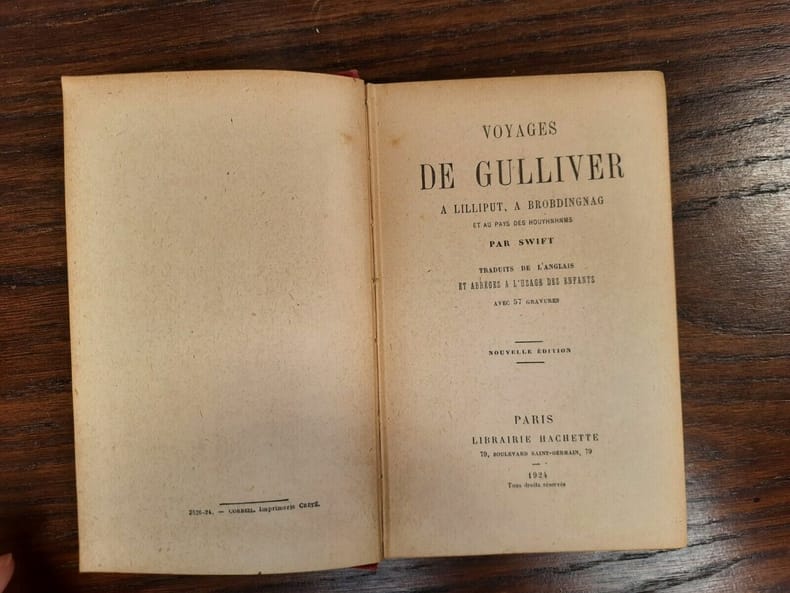 2526-24. — CORBEIL. Imprimerie CRÉTÉ.
VOYAGES
DE GULLIVER
A LILLIPUT, A BROBDINGNAG
ET AU PAYS DES HOUYHNHNMS
PAR SWIFT
TRADUITS DE L'ANGLAIS
ET ABRÉGÉS A L'USAGE DES ENFANTS
AVEC 57 GRAVURES
NOUVELLE ÉDITION
PARIS
LIBRAIRIE HACHETTE
79, BOULEVARD SAINT-GERMAIN, 79
1924
Tous droits réservés